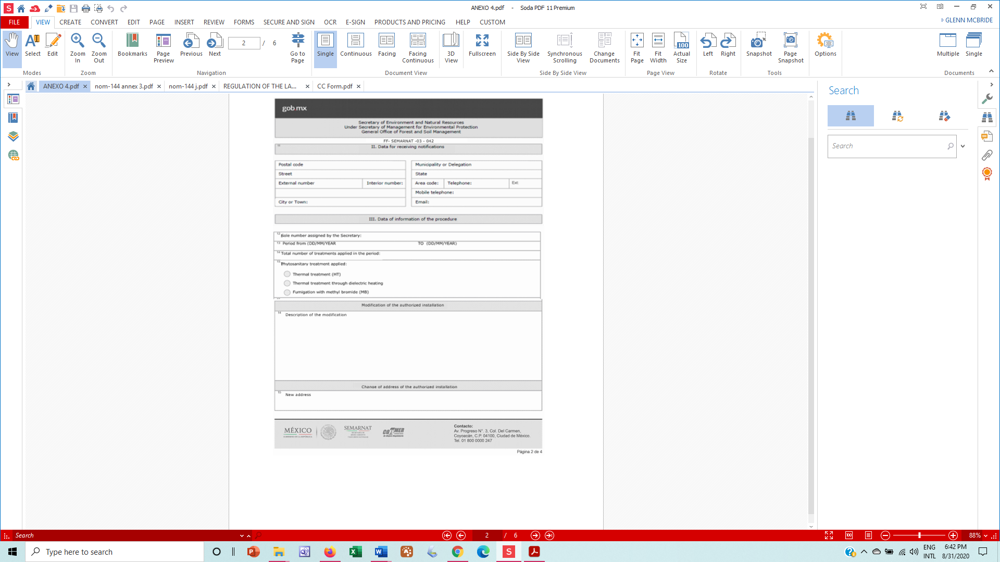 ANEXO 4.pdf - Soda PDF 11 Premium
FILE VIEW CREATE CONVERT EDIT PAGE INSERT REVIEW FORMS SECURE AND SIGN OCR E-SIGN PRODUCTS AND PRICING HELP CUSTOM
GLENN MCBRIDE
View Select Edit Zoom In Zoom Out Bookmarks Page Preview Previous Next 2 / 6 Go to Page Single Continuous Facing Facing Continuous 3D View Fullscreen Side By Side View Synchronous Scrolling Change Documents Fit Page Fit Width Actual Size Left Right Snapshot Page Snapshot Options Multiple Single
Modes Zoom Navigation Document View Side By Side View Page View Rotate Tools Documents
ANEXO 4.pdf nom-144 annex 3.pdf nom-144 j.pdf REGULATION OF THE LA... CC Form.pdf
Search
Search
gob mx
Secretary of Environment and Natural Resources
Under Secretary of Management for Environmental Protection
General Office of Forest and Soil Management
FF- SEMARNAT -03 - 042
11 II. Data for receiving notifications
Postal code Municipality or Delegation
Street State
External number Interior number: Area code: Telephone: Ext:
Mobile telephone:
City or Town: Email:
III. Data of information of the procedure
12 Sole number assigned by the Secretary:
13 Period from (DD/MM/YEAR TO (DD/MM/YEAR)
14 Total number of treatments applied in the period:
15 Phytosanitary treatment applied:
Thermal treatment (HT)
Thermal treatment through dielectric heating
Fumigation with methyl bromide (MB)
Modification of the authorized installation
14 Description of the modification
Change of address of the authorized installation
15 New address
MÉXICO
GOBIERNO DE LA REPÚBLICA
SEMARNAT
COFEMER
Contacto:
Av. Progreso N°. 3, Col. Del Carmen,
Coyoacán, C.P. 04100, Ciudad de México.
Tel. 01 800 0000 247
Página 2 de 4
Search 2 / 6 88%
Type here to search
ENG
INTL
6:42 PM
8/31/2020